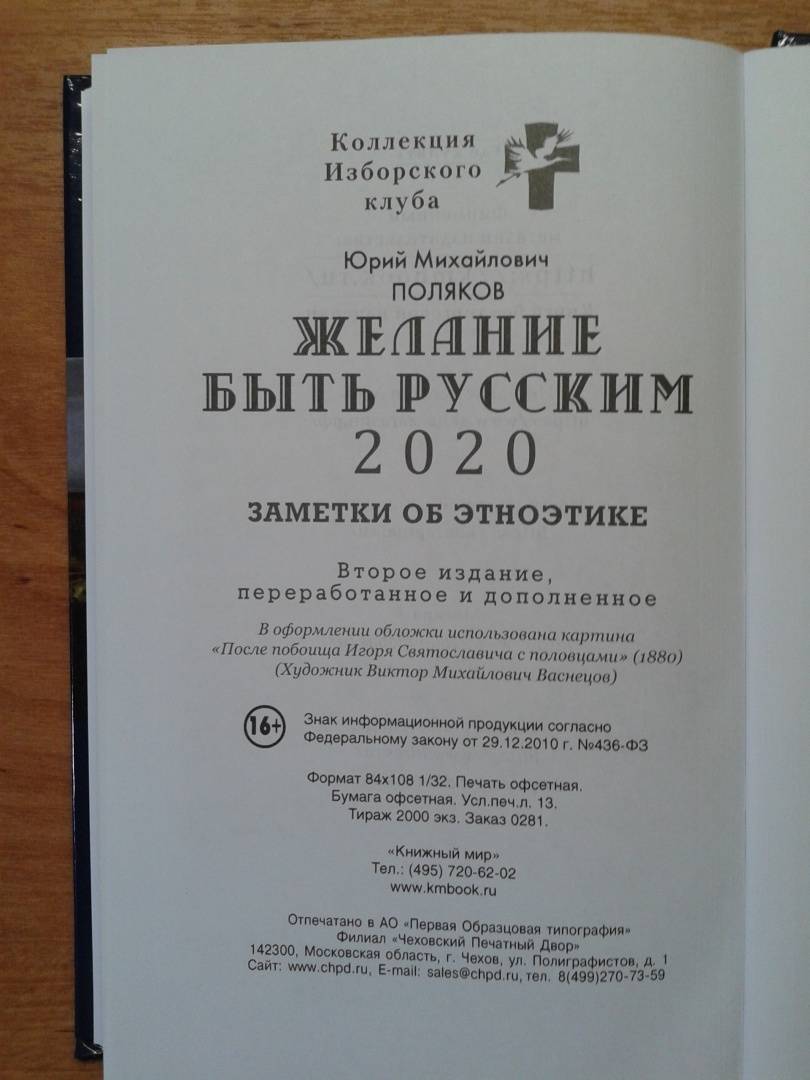 Коллекция
Изборского
клуба
Юрий Михайлович
ПОЛЯКОВ
ЖЕЛАНИЕ
БЫТЬ РУССКИМ
2020
ЗАМЕТКИ ОБ ЭТНОЭТИКЕ
Второе издание,
переработанное и дополненное
В оформлении обложки использована картина
«После побоища Игоря Святославича с половцами» (1880)
(Художник Виктор Михайлович Васнецов)
16+
Знак информационной продукции согласно
Федеральному закону от 29.12.2010 г. №436-ФЗ
Формат 84x108 1/32. Печать офсетная.
Бумага офсетная. Усл.печ.л. 13.
Тираж 2000 экз. Заказ 0281.
«Книжный мир»
Тел.: (495) 720-62-02
www.kmbook.ru
Отпечатано в АО «Первая Образцовая типография»
Филиал «Чеховский Печатный Двор»
142300, Московская область, г. Чехов, ул. Полиграфистов, д. 1
Сайт: www.chpd.ru, E-mail: sales@chpd.ru, тел. 8(499)270-73-59